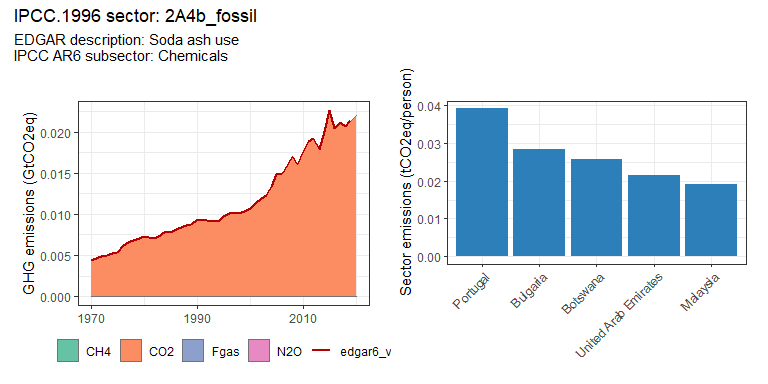 IPCC.1996 sector: 2A4b_fossil
EDGAR description: Soda ash use
IPCC AR6 subsector: Chemicals
GHG emissions (GtCO2eq)
0.020
0.015
0.010
0.005
0.000
1970
1990
2010
CH4
CO2
Fgas
N2O
edgar6_v
Sector emissions (tCO2eq/person)
0.04
0.03
0.02
0.01
0.00
Portugal
Bulgaria
Botswana
United Arab Emirates
Malaysia